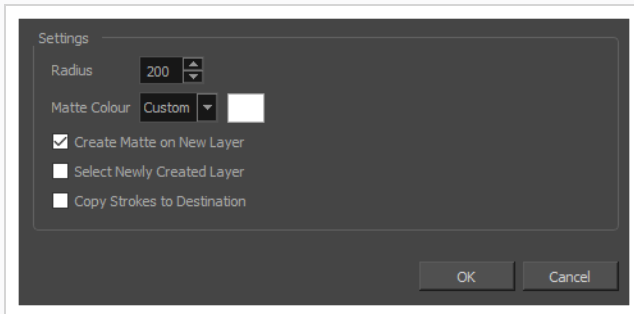 Settings
Radius 200
Matte Colour Custom
Create Matte on New Layer
Select Newly Created Layer
Copy Strokes to Destination
OK Cancel